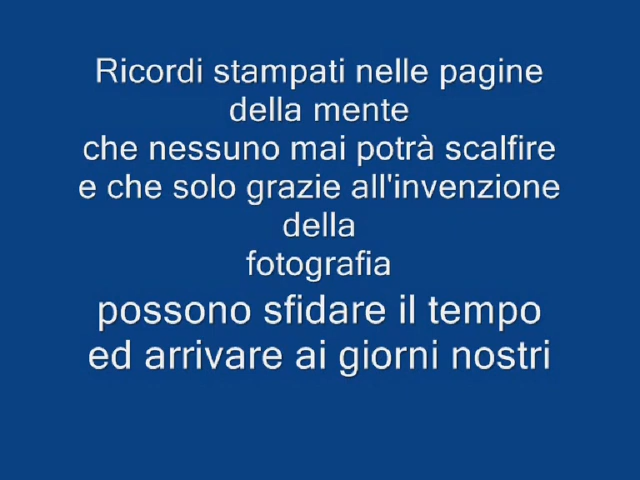 Ricordi stampati nelle pagine
della mente
che nessuno mai potrà scalfire
e che solo grazie all'invenzione
della
fotografia
possono sfidare il tempo
ed arrivare ai giorni nostri